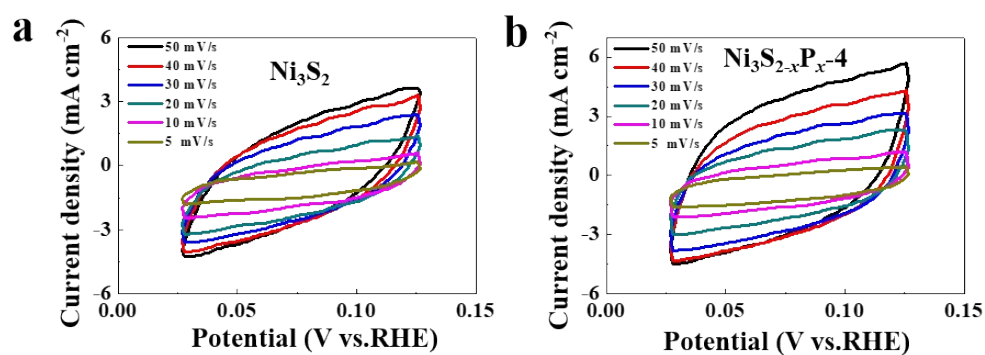 a
Current density (mA cm⁻²)
6
3
0
-3
-6
50 mV/s
40 mV/s
30 mV/s
20 mV/s
10 mV/s
5 mV/s
Ni₃S₂
0.00
0.05
0.10
0.15
Potential (V vs.RHE)
b
Current density (mA cm⁻²)
6
3
0
-3
-6
50 mV/s
40 mV/s
30 mV/s
20 mV/s
10 mV/s
5 mV/s
Ni₃S₂₋ₓPₓ-4
0.00
0.05
0.10
0.15
Potential (V vs.RHE)